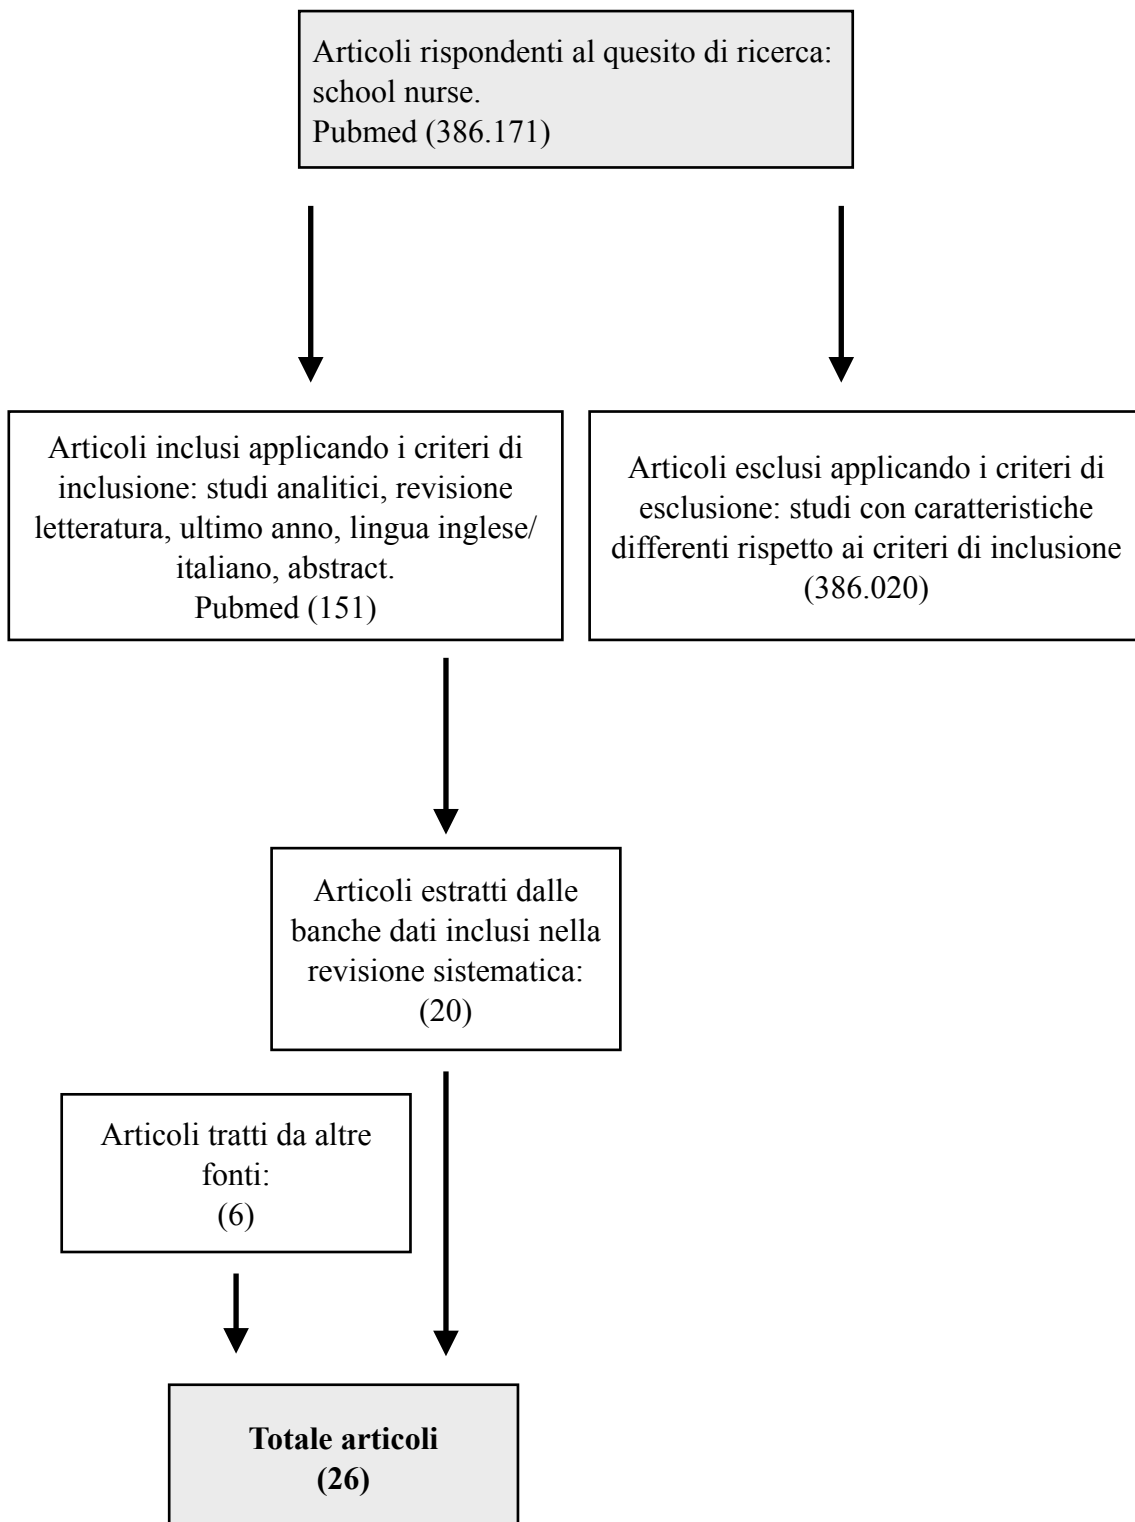 Articoli rispondenti al quesito di ricerca:
school nurse.
Pubmed (386.171)
Articoli inclusi applicando i criteri di
inclusione: studi analitici, revisione
letteratura, ultimo anno, lingua inglese/
italiano, abstract.
Pubmed (151)
Articoli esclusi applicando i criteri di
esclusione: studi con caratteristiche
differenti rispetto ai criteri di inclusione
(386.020)
Articoli estratti dalle
banche dati inclusi nella
revisione sistematica:
(20)
Articoli tratti da altre
fonti:
(6)
Totale articoli
(26)